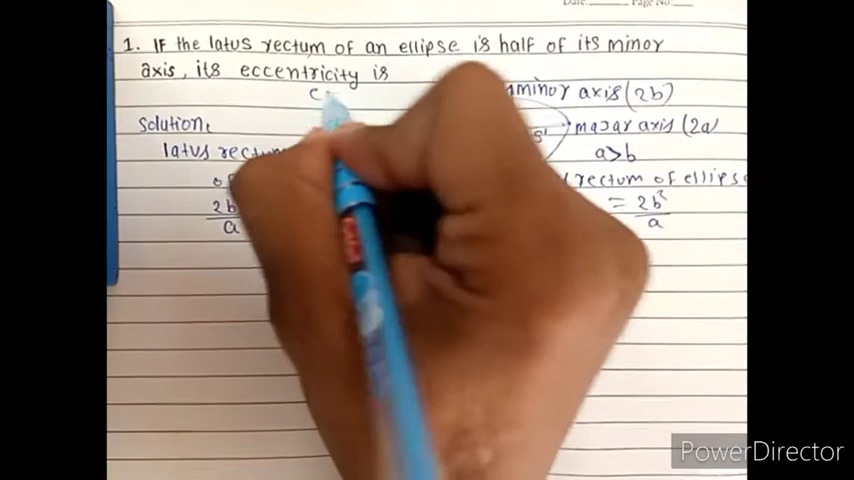 Date. Page No.
1. IF the latus rectum of an ellipse is half of its minor
axis, its eccentricity is
e
minor axis (2b)
Solution:
major axis (2a)
S'
latus rectum
a>b
rectum of ellipse
2b
= 2b²
a
a
PowerDirector